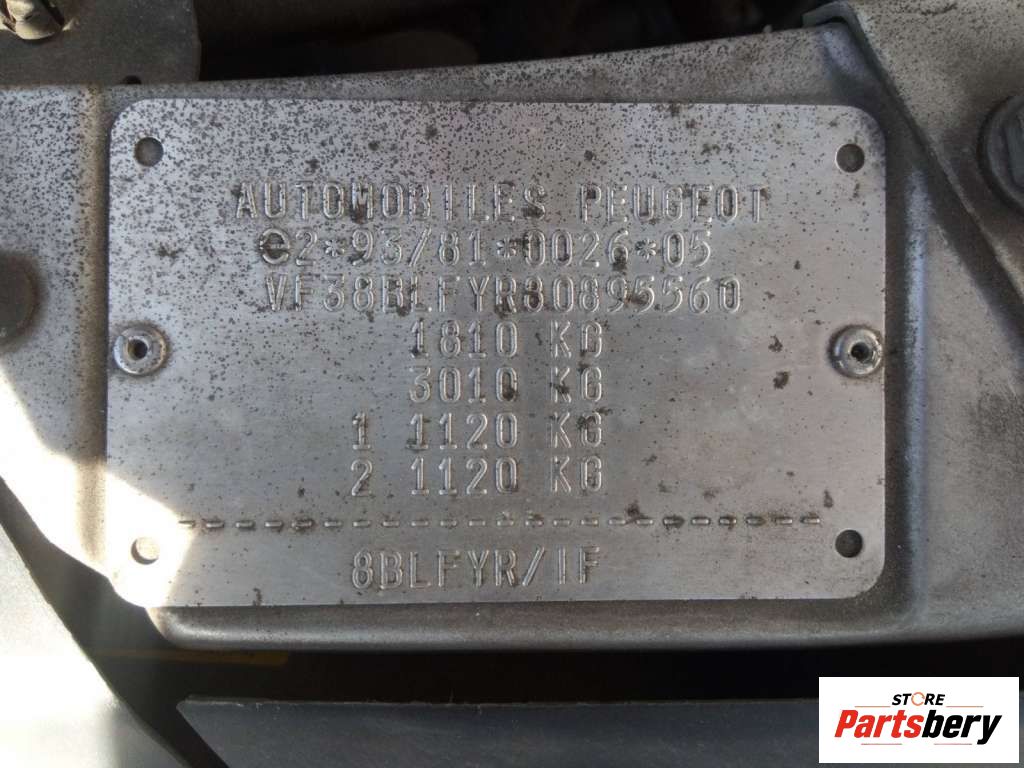 AUTOMOBILES PEUGEOT
e2*93/81*0026*05
VF38BLFYR80895560
1810 KG
3010 KG
1 1120 KG
2 1120 KG
--------------------------
8BLFYR/IF
STORE
Partsbery